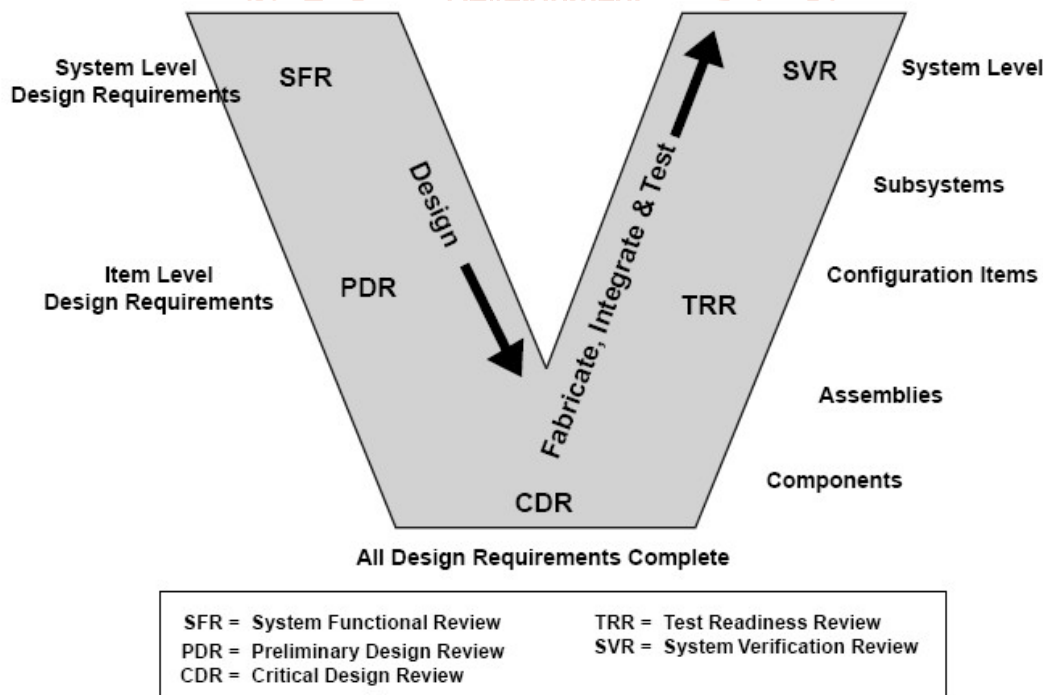 System Level
Design Requirements
SFR
SVR
System Level
Design
Fabricate, Integrate & Test
Subsystems
Item Level
Design Requirements
PDR
TRR
Configuration Items
Assemblies
Components
CDR
All Design Requirements Complete
SFR = System Functional Review
PDR = Preliminary Design Review
CDR = Critical Design Review
TRR = Test Readiness Review
SVR = System Verification Review